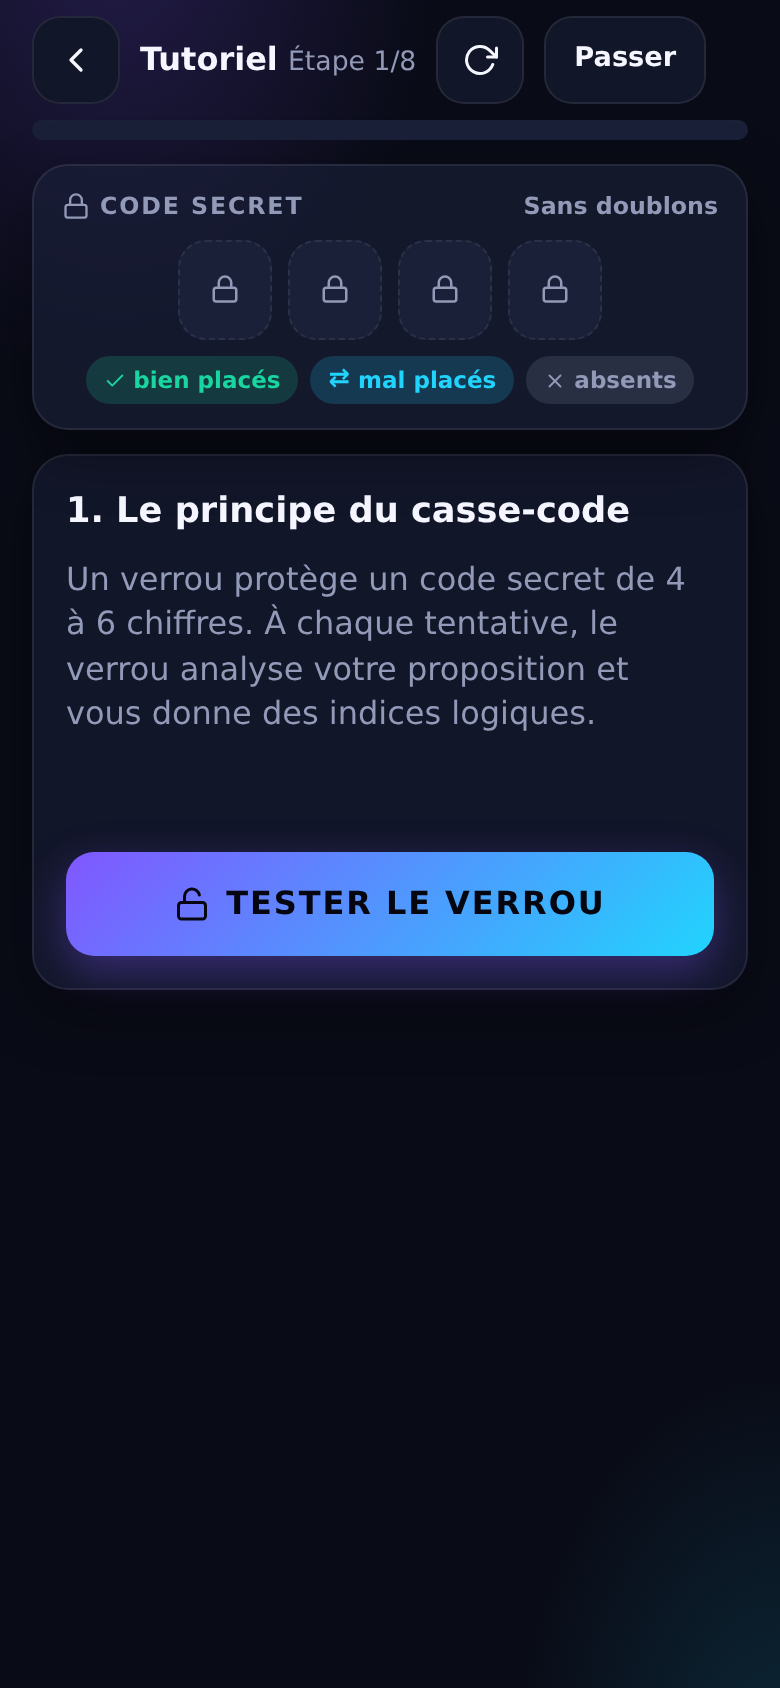 Tutoriel Étape 1/8
Passer
CODE SECRET
Sans doublons
bien placés
mal placés
absents
1. Le principe du casse-code
Un verrou protège un code secret de 4
à 6 chiffres. À chaque tentative, le
verrou analyse votre proposition et
vous donne des indices logiques.
TESTER LE VERROU